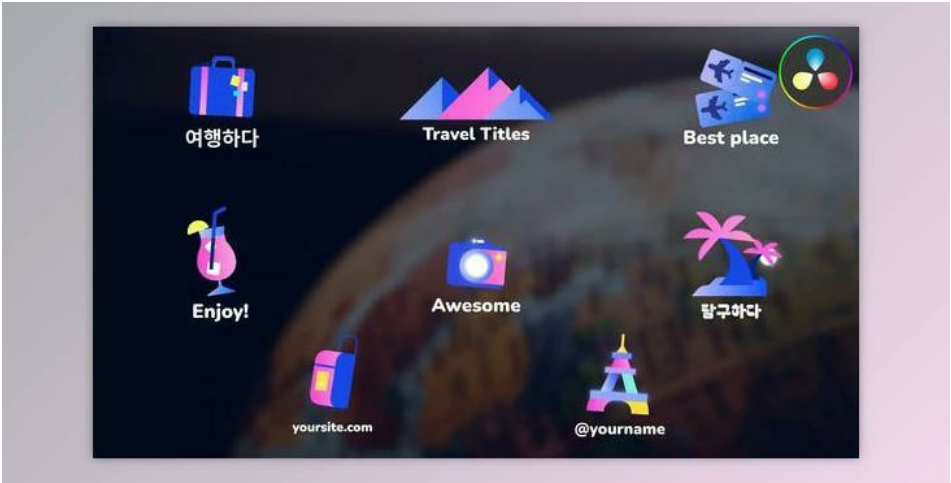 여행하다
Travel Titles
Best place
Enjoy!
Awesome
탐구하다
yoursite.com
@yourname